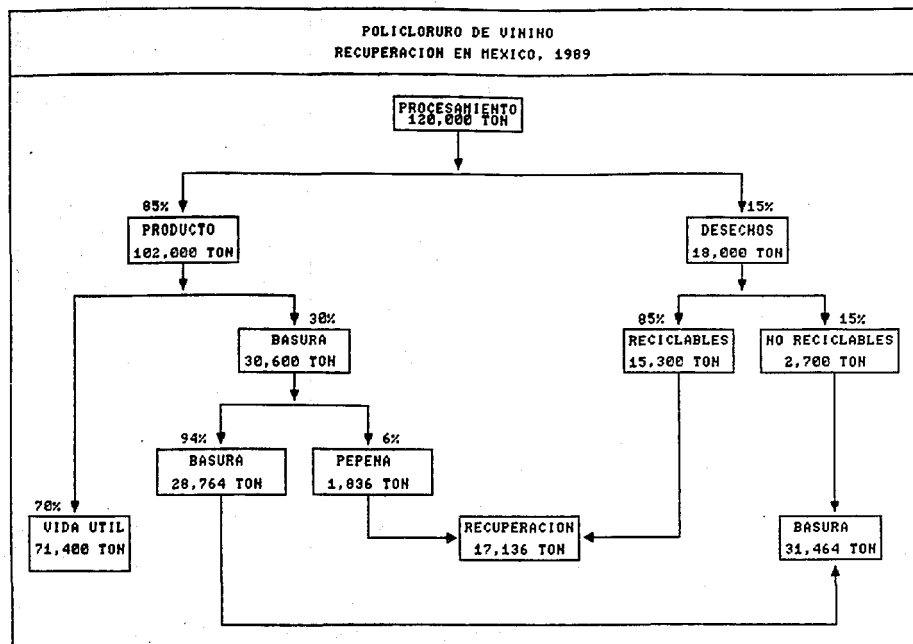 POLICLORURO DE VININO
RECUPERACION EN MEXICO, 1989
PROCESAMIENTO
120,000 TON
85%
15%
PRODUCTO
102,000 TON
DESECHOS
18,000 TON
30%
85%
15%
BASURA
30,600 TON
RECICLABLES
15,300 TON
NO RECICLABLES
2,700 TON
94%
6%
BASURA
28,764 TON
PEPENA
1,836 TON
70%
VIDA UTIL
71,400 TON
RECUPERACION
17,136 TON
BASURA
31,464 TON